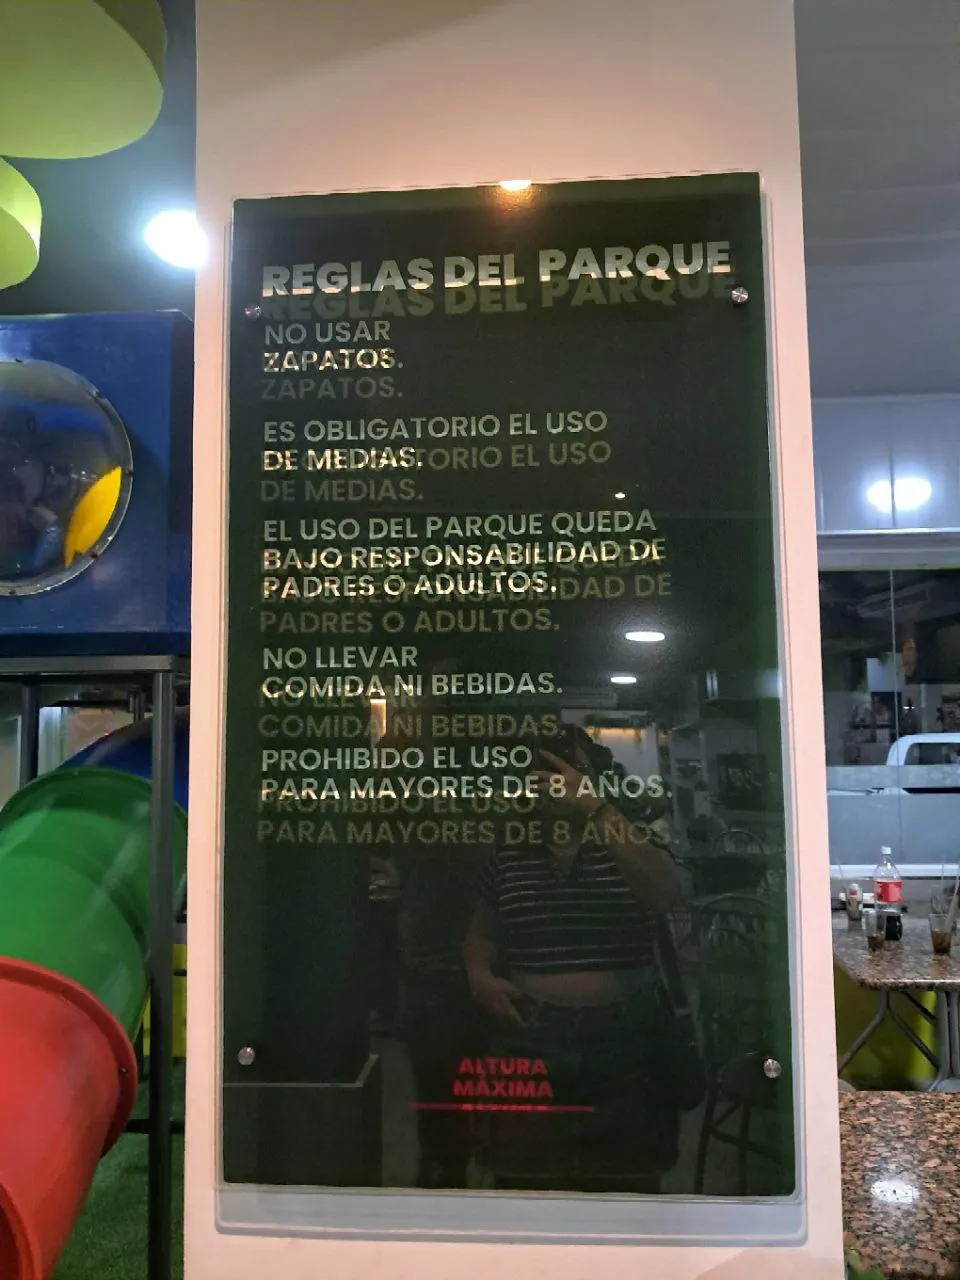 REGLAS DEL PARQUE
NO USAR
ZAPATOS.
ES OBLIGATORIO EL USO
DE MEDIAS.
EL USO DEL PARQUE QUEDA
BAJO RESPONSABILIDAD DE
PADRES O ADULTOS.
NO LLEVAR
COMIDA NI BEBIDAS.
PROHIBIDO EL USO
PARA MAYORES DE 8 AÑOS.
ALTURA
MÁXIMA